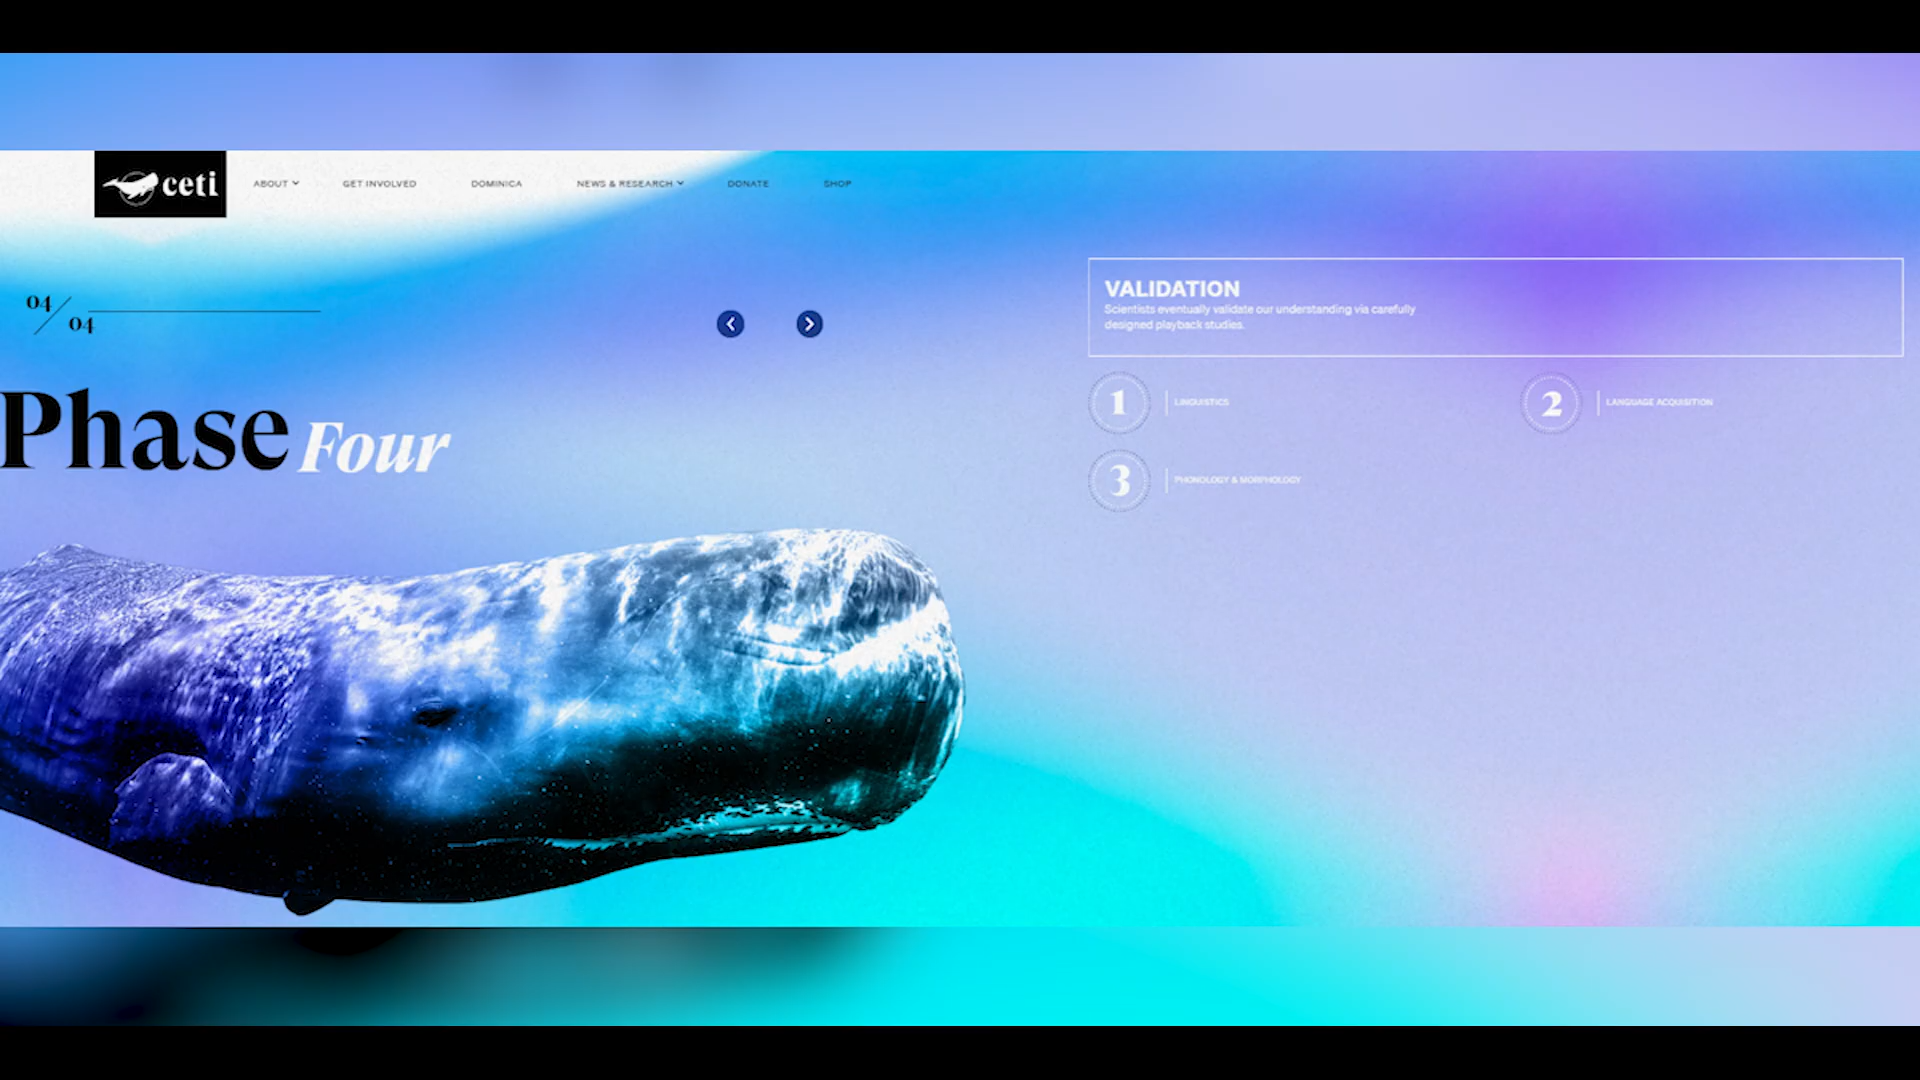 ceti
ABOUT
GET INVOLVED
DOMINICA
NEWS & RESEARCH
DONATE
SHOP
04/04
Phase Four
VALIDATION
Scientists eventually validate our understanding via carefully
designed playback studies.
1 LINGUISTICS
2 LANGUAGE ACQUISITION
3 PHONOLOGY & MORPHOLOGY